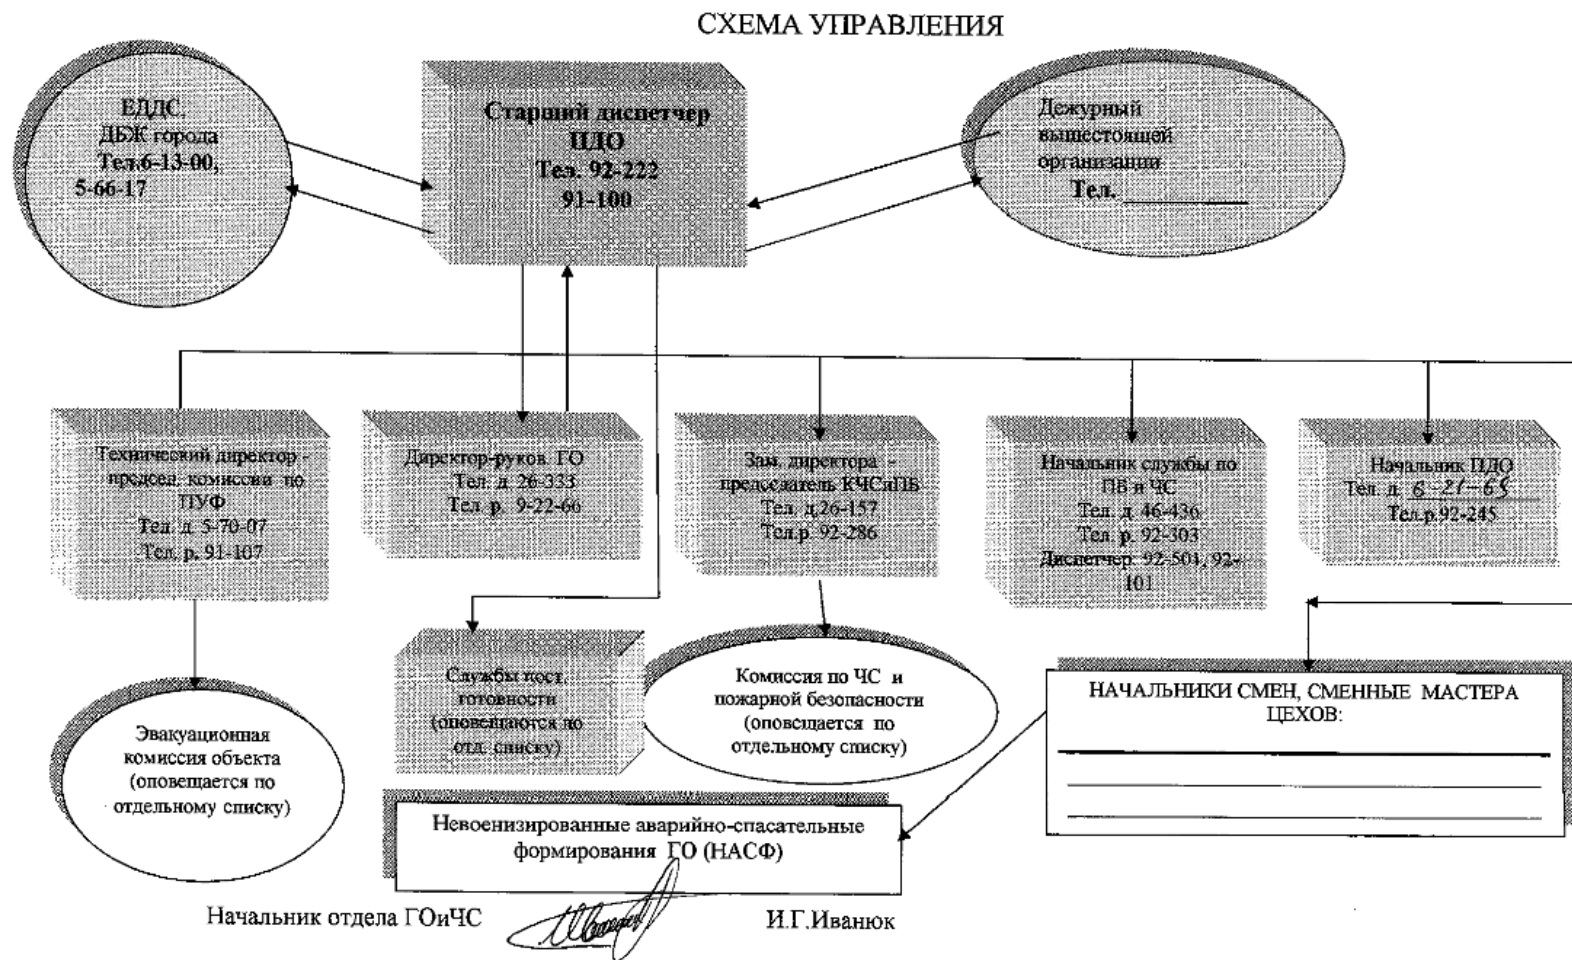 СХЕМА УПРАВЛЕНИЯ
ЕДДС,
ДБЖ города
Тел.6-13-00,
5-66-17
Старший диспетчер
ПДО
Тел. 92-222
91-100
Дежурный
вышестоящей
организации
Тел. ___________
Технический директор -
председ. комиссии по
ПУФ
Тел. д. 5-70-07
Тел. р. 91-107
Директор-руков. ГО
Тел. д. 26-333
Тел. р. 9-22-66
Зам. директора -
председатель КЧСиПБ
Тел. д.26-157
Тел.р. 92-286
Начальник службы по
ПБ и ЧС
Тел. д. 46-436
Тел. р. 92-303
Диспетчер. 92-501, 92-
101
Начальник ПДО
Тел. д. 6-21-69
Тел.р.92-245
Эвакуационная
комиссия объекта
(оповещается по
отдельному списку)
Службы пост.
готовности
(оповещаются по
отд. списку)
Комиссия по ЧС и
пожарной безопасности
(оповещается по
отдельному списку)
НАЧАЛЬНИКИ СМЕН, СМЕННЫЕ МАСТЕРА
ЦЕХОВ:
Невоенизированные аварийно-спасательные
формирования ГО (НАСФ)
Начальник отдела ГОиЧС
И.Г.Иванюк